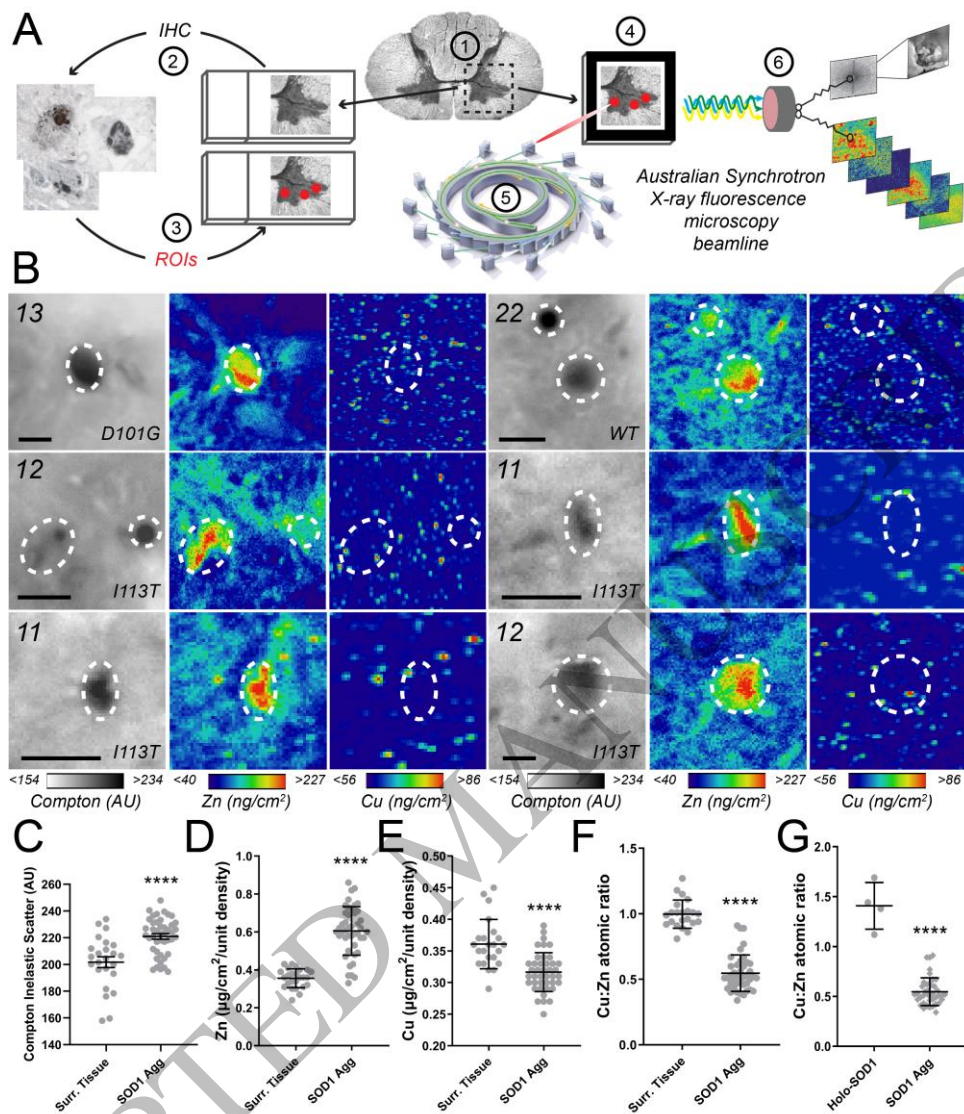 A
IHC
2
3
ROIs
1
4
5
6
Australian Synchrotron
X-ray fluorescence
microscopy
beamline
B
13
D101G
22
WT
12
I113T
11
I113T
11
I113T
12
I113T
<154 >234
Compton (AU)
<40 >227
Zn (ng/cm²)
<56 >86
Cu (ng/cm²)
<154 >234
Compton (AU)
<40 >227
Zn (ng/cm²)
<56 >86
Cu (ng/cm²)
C
Compton Inelastic Scatter (AU)
260
240
220
200
180
160
140
****
Surr. Tissue
SOD1 Agg
D
Zn (µg/cm²/unit density)
1.0
0.8
0.6
0.4
0.2
0.0
****
Surr. Tissue
SOD1 Agg
E
Cu (µg/cm²/unit density)
0.50
0.45
0.40
0.35
0.30
0.25
0.20
****
Surr. Tissue
SOD1 Agg
F
Cu:Zn atomic ratio
1.5
1.0
0.5
0.0
****
Surr. Tissue
SOD1 Agg
G
Cu:Zn atomic ratio
2.0
1.5
1.0
0.5
0.0
****
Holo-SOD1
SOD1 Agg